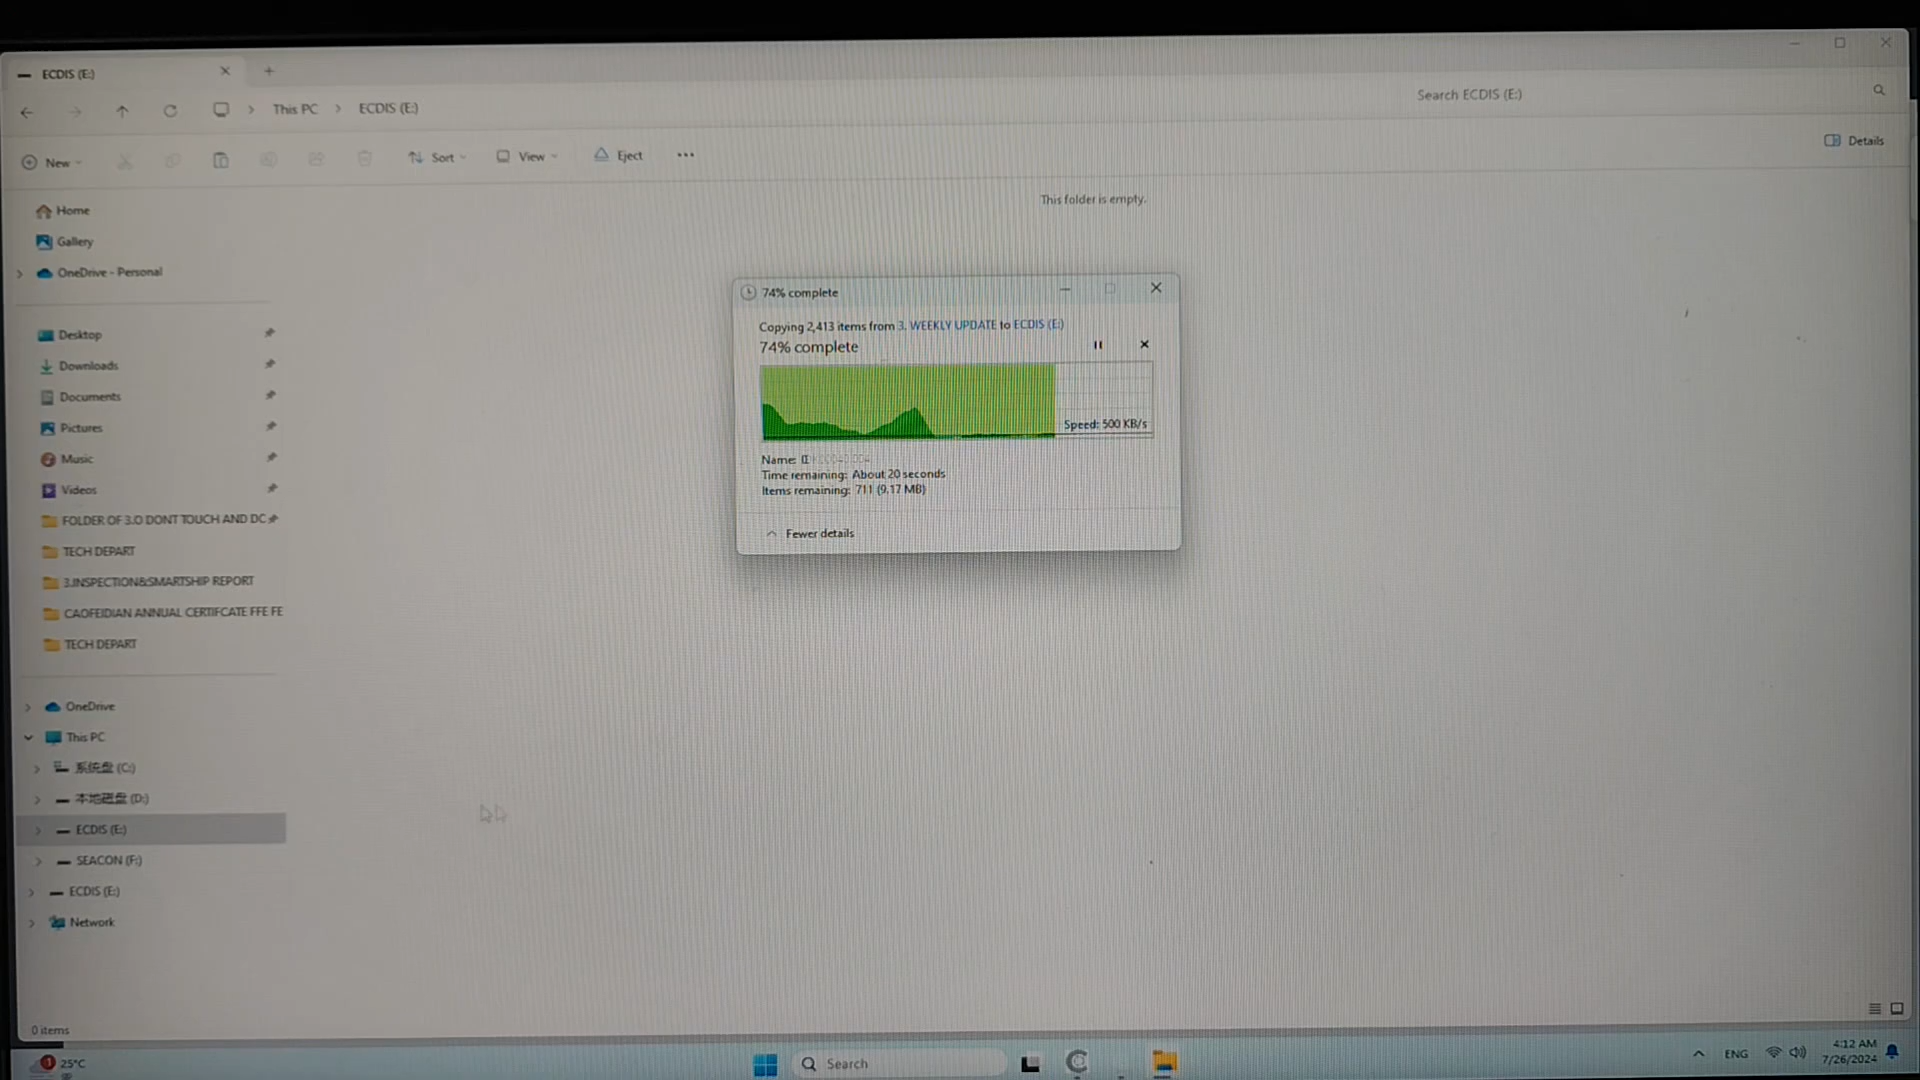 ECDIS (E:)
This PC > ECDIS (E:)
Search ECDIS (E:)
New
Sort
View
Eject
Details
Home
Gallery
OneDrive - Personal
Desktop
Downloads
Documents
Pictures
Music
Videos
FOLDER OF 3.O DONT TOUCH AND DC
TECH DEPART
3.INSPECTION&SMARTSHIP REPORT
CAOFEIDIAN ANNUAL CERTIFCATE FFE FE
TECH DEPART
OneDrive
This PC
系统盘 (C:)
本地磁盘 (D:)
ECDIS (E:)
SEACON (F:)
ECDIS (E:)
Network
0 items
This folder is empty.
74% complete
Copying 2,413 items from 3. WEEKLY UPDATE to ECDIS (E:)
74% complete
Speed: 500 KB/s
Name:
Time remaining: About 20 seconds
Items remaining: 711 (9.17 MB)
Fewer details
1
25°C
Search
ENG
4:12 AM
7/26/2024